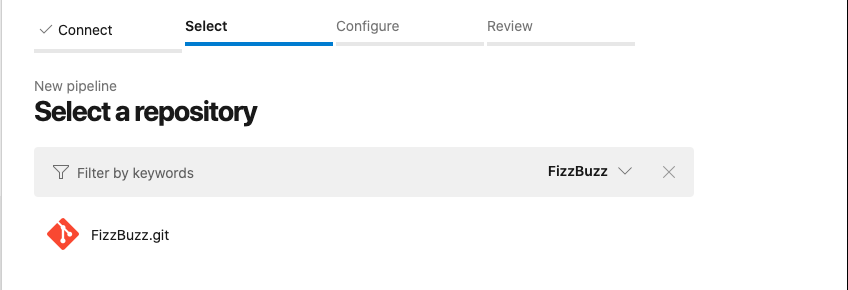 Connect Select Configure Review
New pipeline
Select a repository
Filter by keywords FizzBuzz
FizzBuzz.git